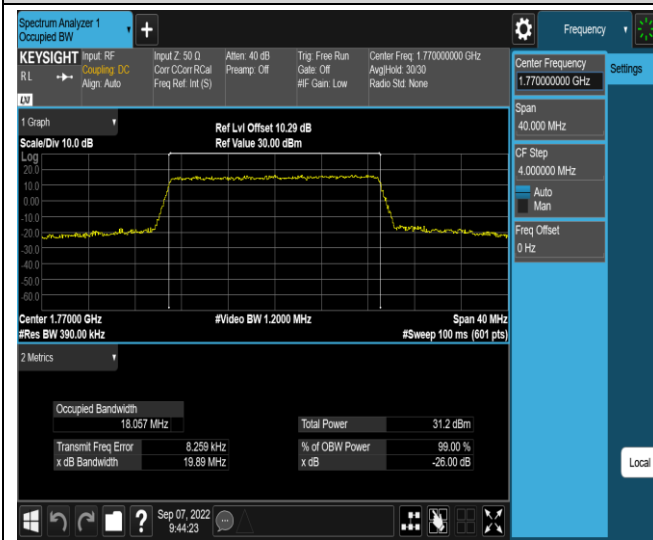 Spectrum Analyzer 1
Occupied BW
Frequency
KEYSIGHT
R L
LXI
Input: RF
Coupling: DC
Align: Auto
Input Z: 50 Ω
Corr CCorr RCal
Freq Ref: Int (S)
Atten: 40 dB
Preamp: Off
Trig: Free Run
Gate: Off
#IF Gain: Low
Center Freq: 1.770000000 GHz
Avg|Hold: 30/30
Radio Std: None
Center Frequency
1.770000000 GHz
Settings
Span
40.000 MHz
CF Step
4.000000 MHz
Auto
Man
Freq Offset
0 Hz
1 Graph
Scale/Div 10.0 dB
Ref Lvl Offset 10.29 dB
Ref Value 30.00 dBm
Log
20.0
10.0
0.00
-10.0
-20.0
-30.0
-40.0
-50.0
-60.0
Center 1.77000 GHz
#Res BW 390.00 kHz
#Video BW 1.2000 MHz
Span 40 MHz
#Sweep 100 ms (601 pts)
2 Metrics
Occupied Bandwidth
18.057 MHz
Total Power 31.2 dBm
Transmit Freq Error 8.259 kHz
% of OBW Power 99.00 %
x dB Bandwidth 19.89 MHz
x dB -26.00 dB
Local
?
Sep 07, 2022
9:44:23